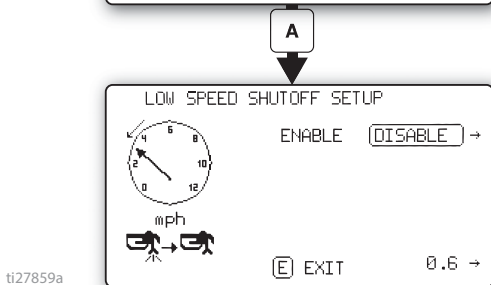 A
LOW SPEED SHUTOFF SETUP
ENABLE DISABLE →
0 2 4 6 8 10 12
mph
→
E EXIT 0.6 →
ti27859a